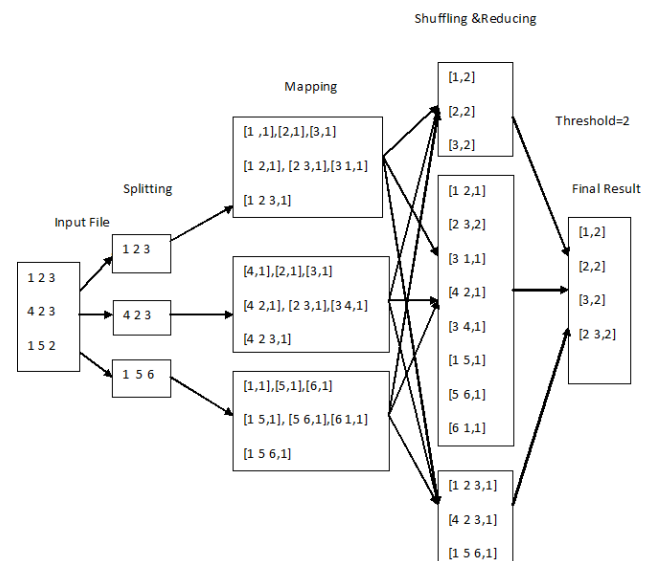 Shuffling &Reducing
Mapping
Threshold=2
Splitting
Final Result
Input File
1 2 3
4 2 3
1 5 2
1 2 3
4 2 3
1 5 6
[1 ,1],[2,1],[3,1]
[1 2,1], [2 3,1],[3 1,1]
[1 2 3,1]
[4,1],[2,1],[3,1]
[4 2,1], [2 3,1],[3 4,1]
[4 2 3,1]
[1,1],[5,1],[6,1]
[1 5,1], [5 6,1],[6 1,1]
[1 5 6,1]
[1,2]
[2,2]
[3,2]
[1 2,1]
[2 3,2]
[3 1,1]
[4 2,1]
[3 4,1]
[1 5,1]
[5 6,1]
[6 1,1]
[1 2 3,1]
[4 2 3,1]
[1 5 6,1]
[1,2]
[2,2]
[3,2]
[2 3,2]